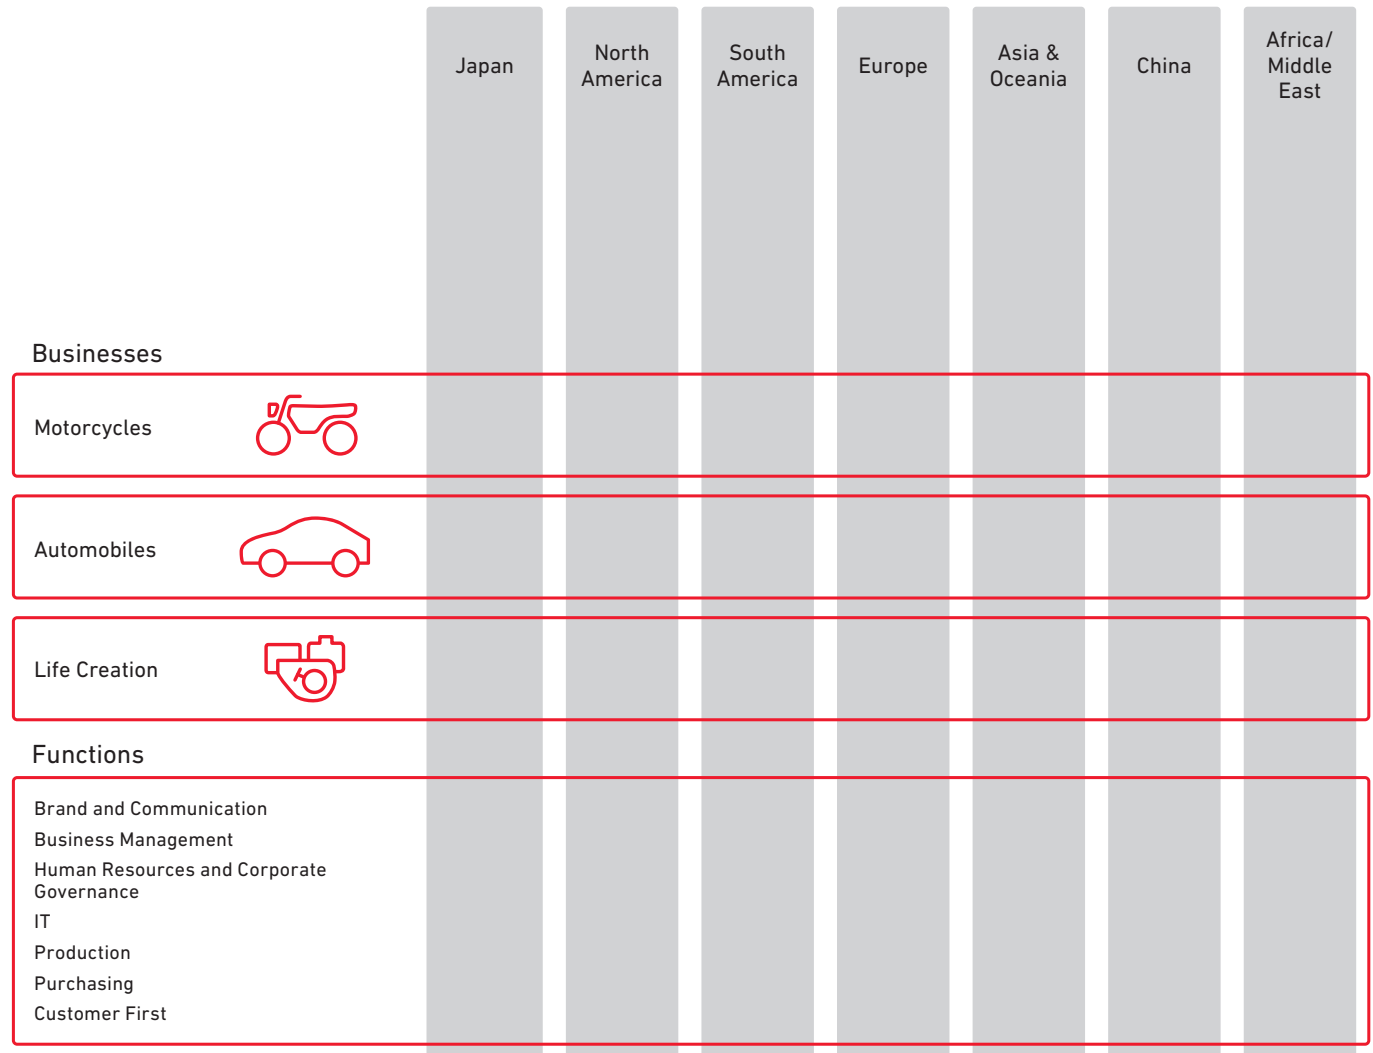 Japan
North
America
South
America
Europe
Asia &
Oceania
China
Africa/
Middle
East
Businesses
Motorcycles
Automobiles
Life Creation
Functions
Brand and Communication
Business Management
Human Resources and Corporate
Governance
IT
Production
Purchasing
Customer First